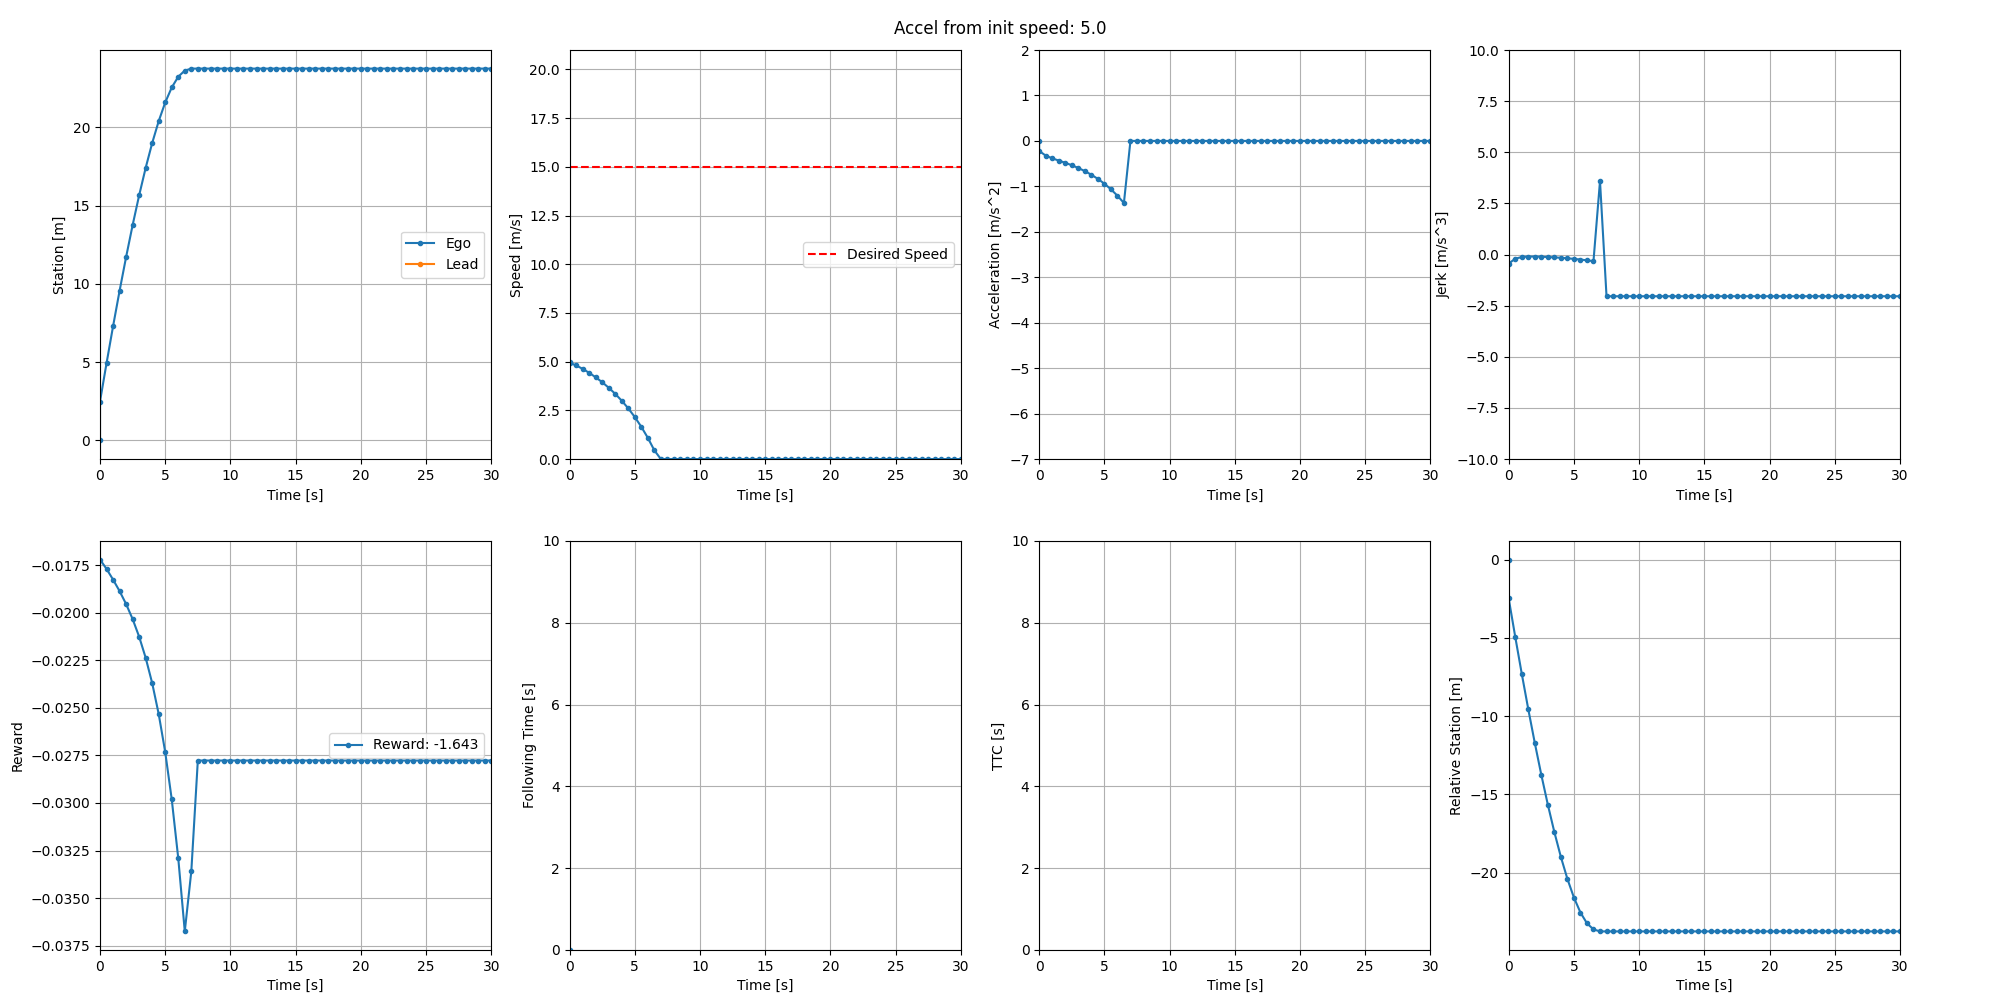 Accel from init speed: 5.0
Station [m]
20
15
10
5
0
Ego
Lead
0 5 10 15 20 25 30
Time [s]
Speed [m/s]
20.0
17.5
15.0
12.5
10.0
7.5
5.0
2.5
0.0
Desired Speed
0 5 10 15 20 25 30
Time [s]
Acceleration [m/s^2]
2
1
0
−1
−2
−3
−4
−5
−6
−7
0 5 10 15 20 25 30
Time [s]
Jerk [m/s^3]
10.0
7.5
5.0
2.5
0.0
−2.5
−5.0
−7.5
−10.0
0 5 10 15 20 25 30
Time [s]
Reward
−0.0175
−0.0200
−0.0225
−0.0250
−0.0275
−0.0300
−0.0325
−0.0350
−0.0375
Reward: -1.643
0 5 10 15 20 25 30
Time [s]
Following Time [s]
10
8
6
4
2
0
0 5 10 15 20 25 30
Time [s]
TTC [s]
10
8
6
4
2
0
0 5 10 15 20 25 30
Time [s]
Relative Station [m]
0
−5
−10
−15
−20
0 5 10 15 20 25 30
Time [s]